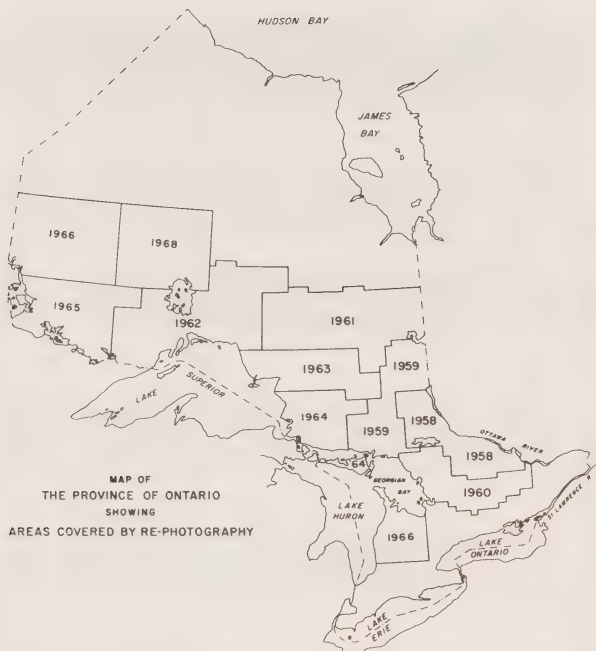 HUDSON BAY
JAMES
BAY
1966
1968
1965
1962
1961
1963
1959
1964
1959
1958
OTTAWA
RIVER
1958
LAKE
SUPERIOR
64
GEORGIAN
BAY
1960
ST. LAWRENCE R.
MAP OF
THE PROVINCE OF ONTARIO
SHOWING
AREAS COVERED BY RE-PHOTOGRAPHY
LAKE
HURON
1966
LAKE
ONTARIO
LAKE
ERIE